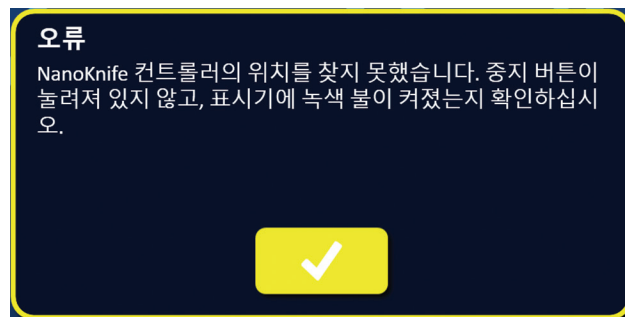 오류
NanoKnife 컨트롤러의 위치를 찾지 못했습니다. 중지 버튼이
눌려져 있지 않고, 표시기에 녹색 불이 켜졌는지 확인하십시
오.